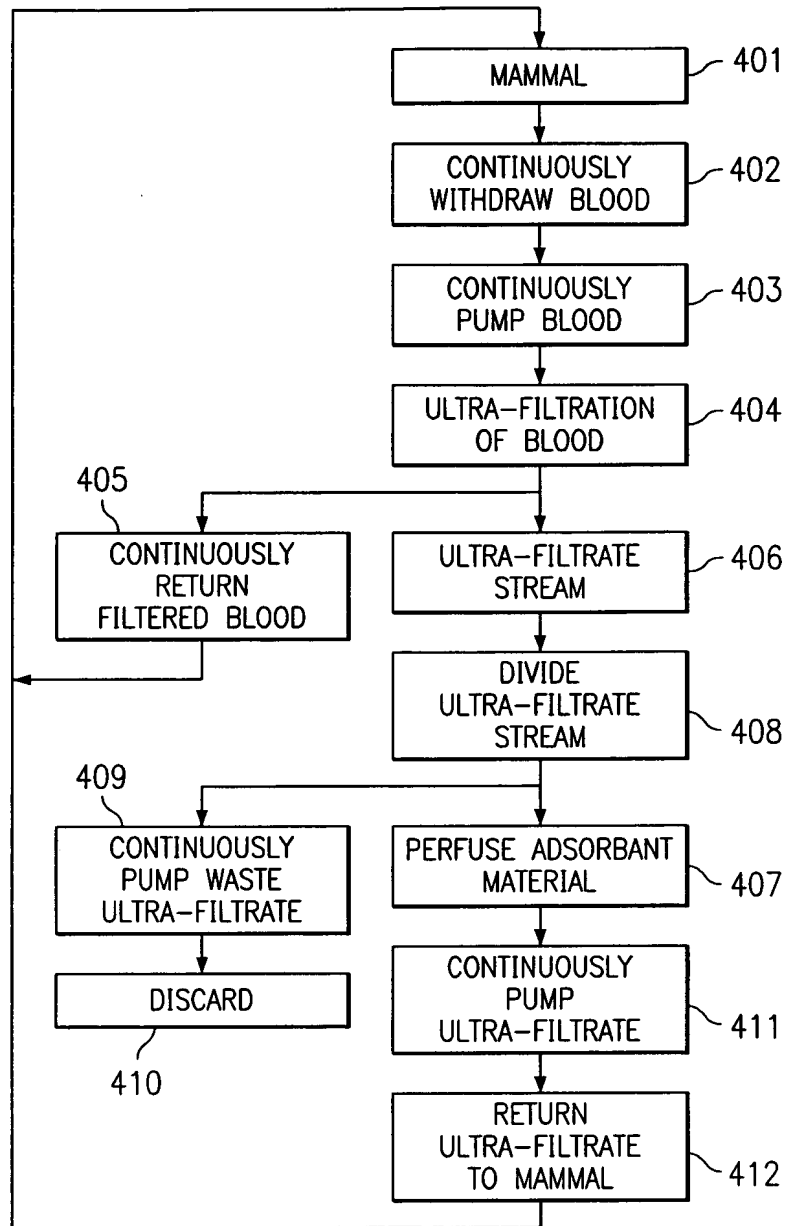 MAMMAL
401
CONTINUOUSLY
WITHDRAW BLOOD
402
CONTINUOUSLY
PUMP BLOOD
403
ULTRA-FILTRATION
OF BLOOD
404
405
CONTINUOUSLY
RETURN
FILTERED BLOOD
ULTRA-FILTRATE
STREAM
406
DIVIDE
ULTRA-FILTRATE
STREAM
408
409
CONTINUOUSLY
PUMP WASTE
ULTRA-FILTRATE
PERFUSE ADSORBANT
MATERIAL
407
DISCARD
410
CONTINUOUSLY
PUMP
ULTRA-FILTRATE
411
RETURN
ULTRA-FILTRATE
TO MAMMAL
412